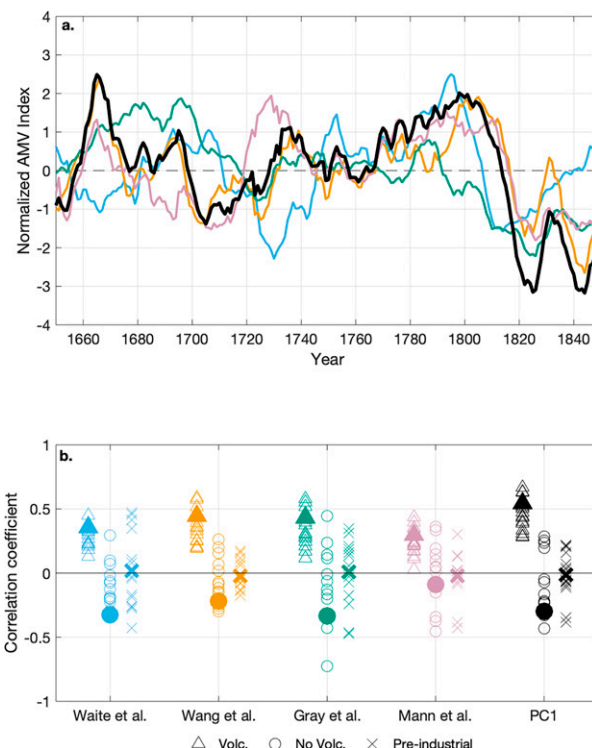 a.
4
3
2
1
0
-1
-2
-3
-4
Normalized AMV Index
1660 1680 1700 1720 1740 1760 1780 1800 1820 1840
Year
b.
1
0.5
0
-0.5
-1
Correlation coefficient
Waite et al. Wang et al. Gray et al. Mann et al. PC1
Volc. No Volc. Pre-industrial